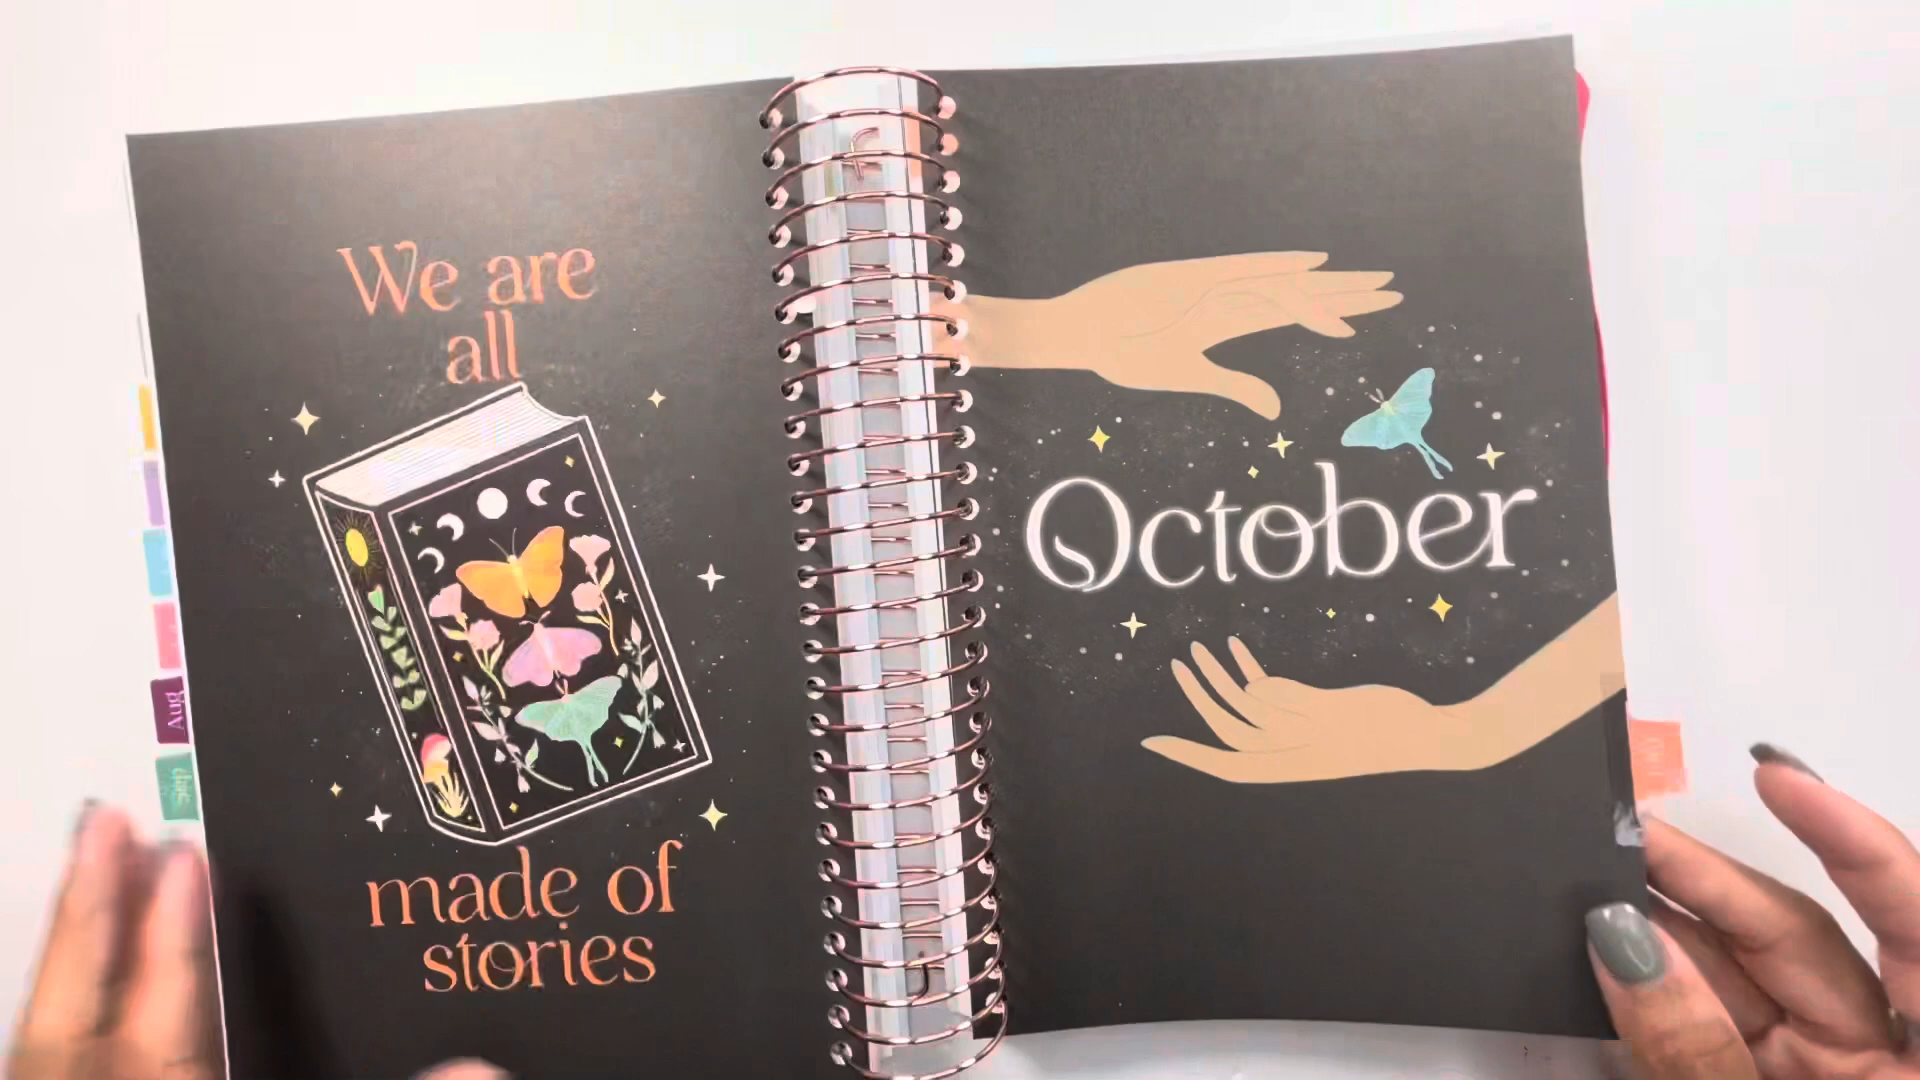 We are
all
made of
stories
October
Aug